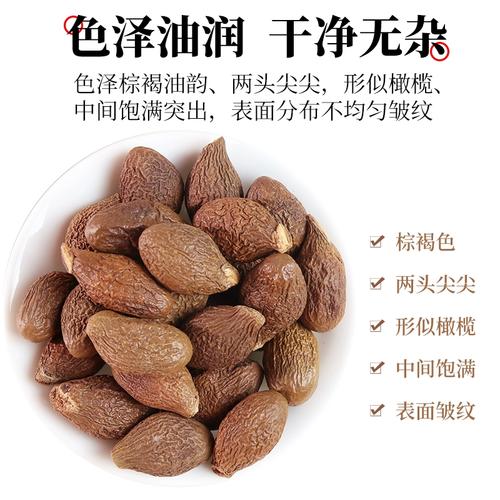 色泽油润 干净无杂
色泽棕褐油韵、两头尖尖，形似橄榄、
中间饱满突出，表面分布不均匀皱纹
棕褐色
两头尖尖
形似橄榄
中间饱满
表面皱纹